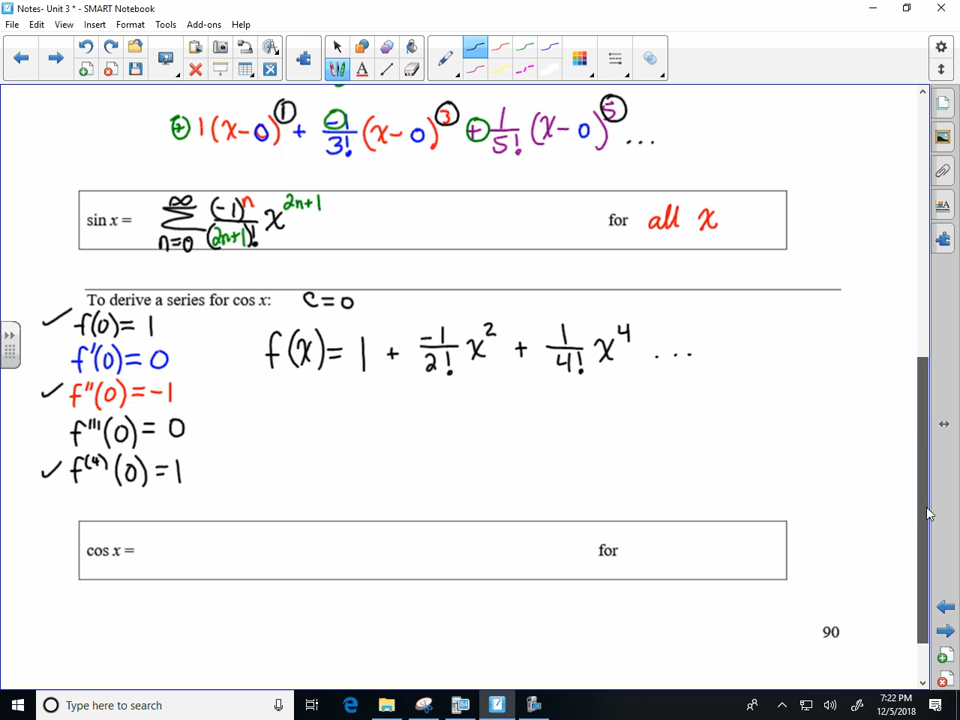 Notes- Unit 3 * - SMART Notebook
File Edit View Insert Format Tools Add-ons Help
+ 1(x-0)^1 + -1/3! (x-0)^3 + 1/5! (x-0)^5 ...
sin x = ∞ Σ n=0 (-1)^n/(2n+1)! x^2n+1 for all x
To derive a series for cos x: C=0
✓ f(0)= 1
f(x)= 1 + -1/2! x^2 + 1/4! x^4 ...
f'(0)= 0
✓ f''(0)= -1
f'''(0)= 0
✓ f^(4)(0)=1
cos x = for
90
Type here to search
7:22 PM
12/5/2018